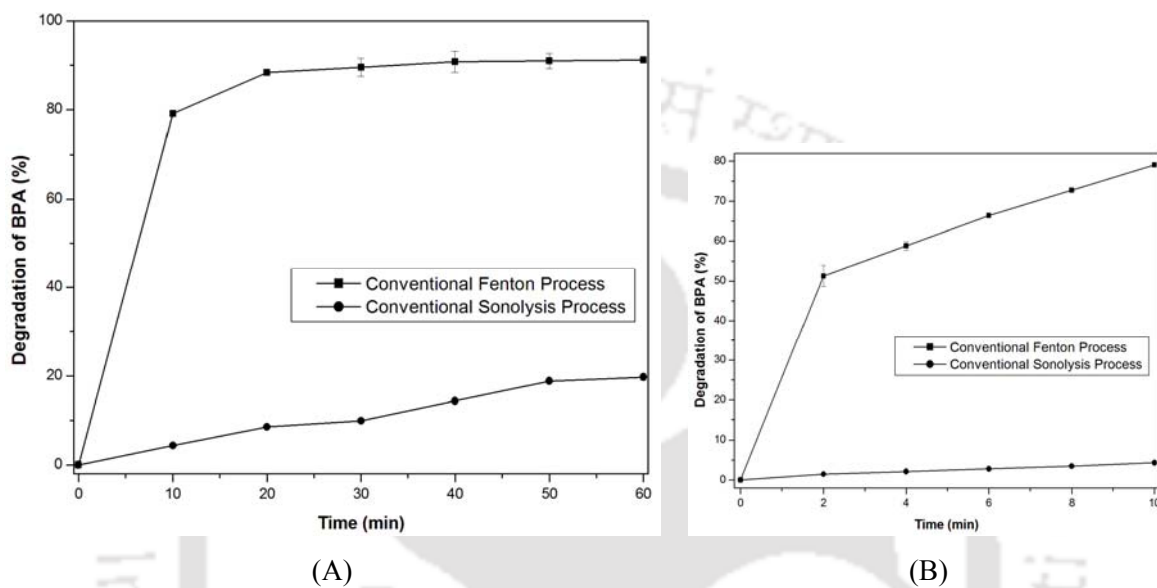 100
80
60
40
20
0
Degradation of BPA (%)
Conventional Fenton Process
Conventional Sonolysis Process
0 10 20 30 40 50 60
Time (min)
(A)
80
70
60
50
40
30
20
10
0
Degradation of BPA (%)
Conventional Fenton Process
Conventional Sonolysis Process
0 2 4 6 8 10
Time (min)
(B)